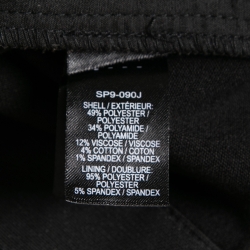 SP9-090J
SHELL / EXTÉRIEUR:
49% POLYESTER/
POLYESTER
34% POLYAMIDE/
POLYAMIDE
12% VISCOSE / VISCOSE
4% COTTON / COTON
1% SPANDEX / SPANDEX
LINING / DOUBLURE:
95% POLYESTER /
POLYESTER
5% SPANDEX / SPANDEX